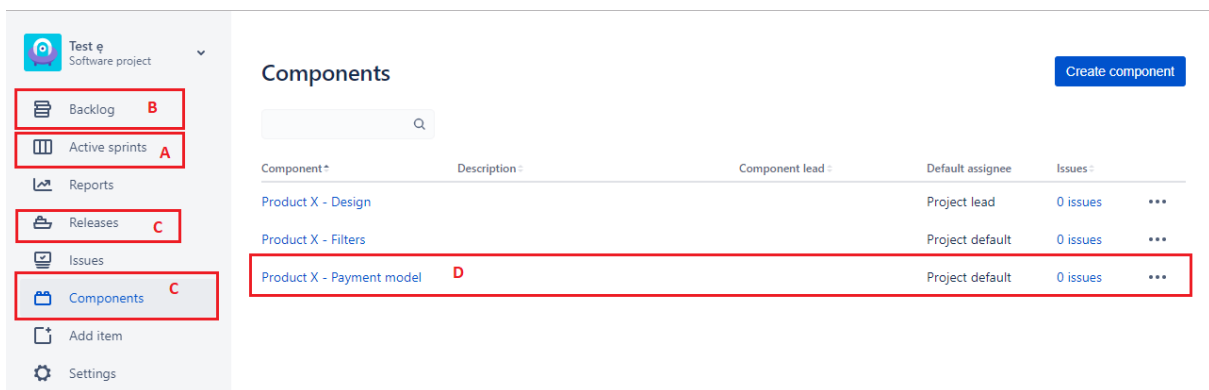 Test ę
Software project
Backlog B
Active sprints A
Reports
Releases C
Issues
Components C
Add item
Settings
Components
Create component
Component Description Component lead Default assignee Issues
Product X - Design Project lead 0 issues
Product X - Filters Project default 0 issues
Product X - Payment model D Project default 0 issues